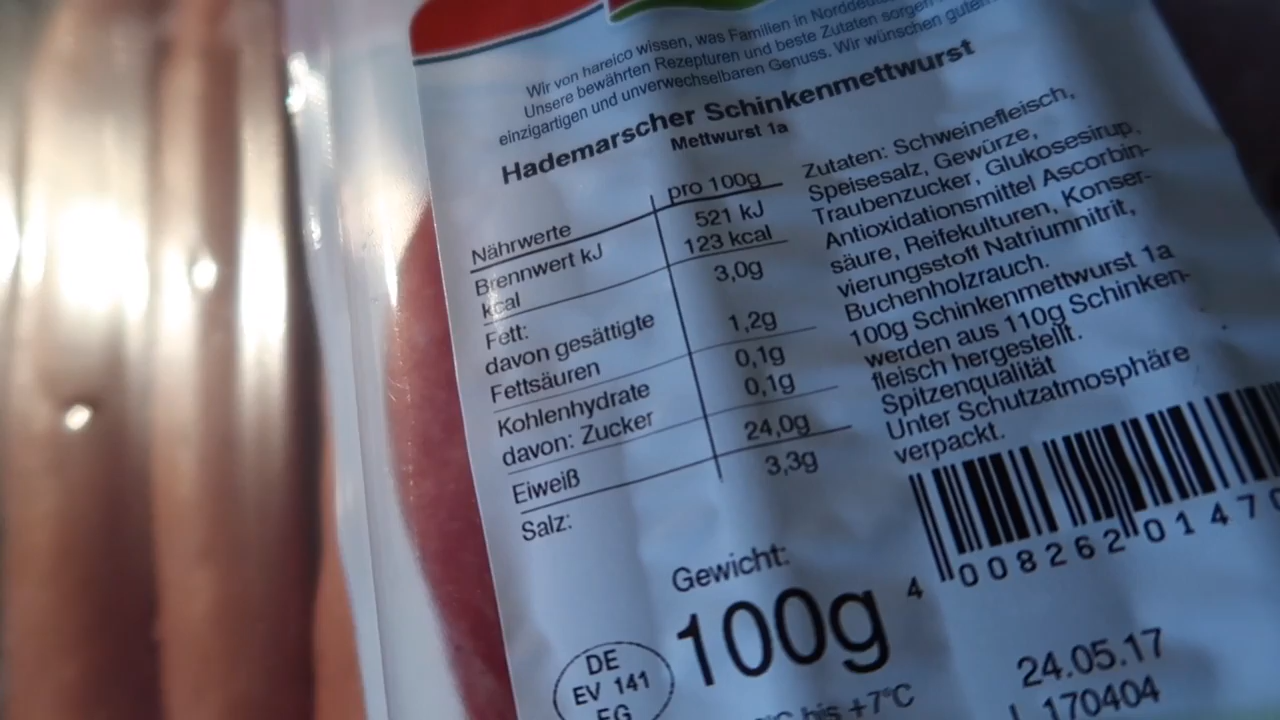 Wir von hareico wissen, was Familien in
Unsere bewährten Rezepturen und beste Zutaten sorgen
einzigartigen und unverwechselbaren Genuss. Wir wünschen guten
Hademarscher Schinkenmettwurst
Mettwurst 1a
Nährwerte pro 100g
Brennwert kJ 521 kJ
kcal 123 kcal
Fett: 3,0g
davon gesättigte
Fettsäuren 1,2g
Kohlenhydrate 0,1g
davon: Zucker 0,1g
Eiweiß 24,0g
Salz: 3,3g
Zutaten: Schweinefleisch,
Speisesalz, Gewürze,
Traubenzucker, Glukosesirup,
Antioxidationsmittel Ascorbin-
säure, Reifekulturen, Konser-
vierungsstoff Natriumnitrit,
Buchenholzrauch.
100g Schinkenmettwurst 1a
werden aus 110g Schinken-
fleisch hergestellt.
Spitzenqualität
Unter Schutzatmosphäre
verpackt.
4 008262 01470
Gewicht:
100g
DE
EV 141
EG
bis +7°C
24.05.17
L 170404